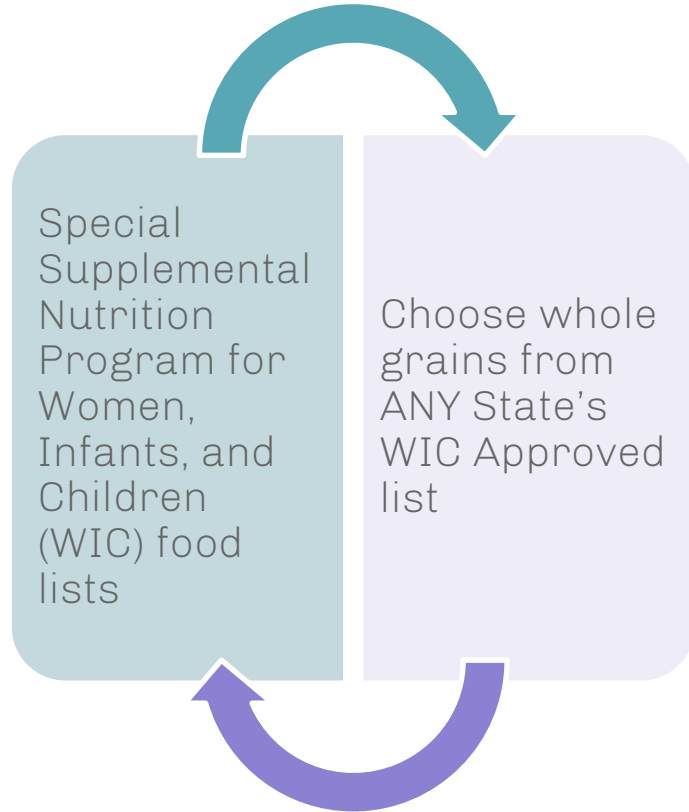 Special
Supplemental
Nutrition
Program for
Women,
Infants, and
Children
(WIC) food
lists
Choose whole
grains from
ANY State’s
WIC Approved
list